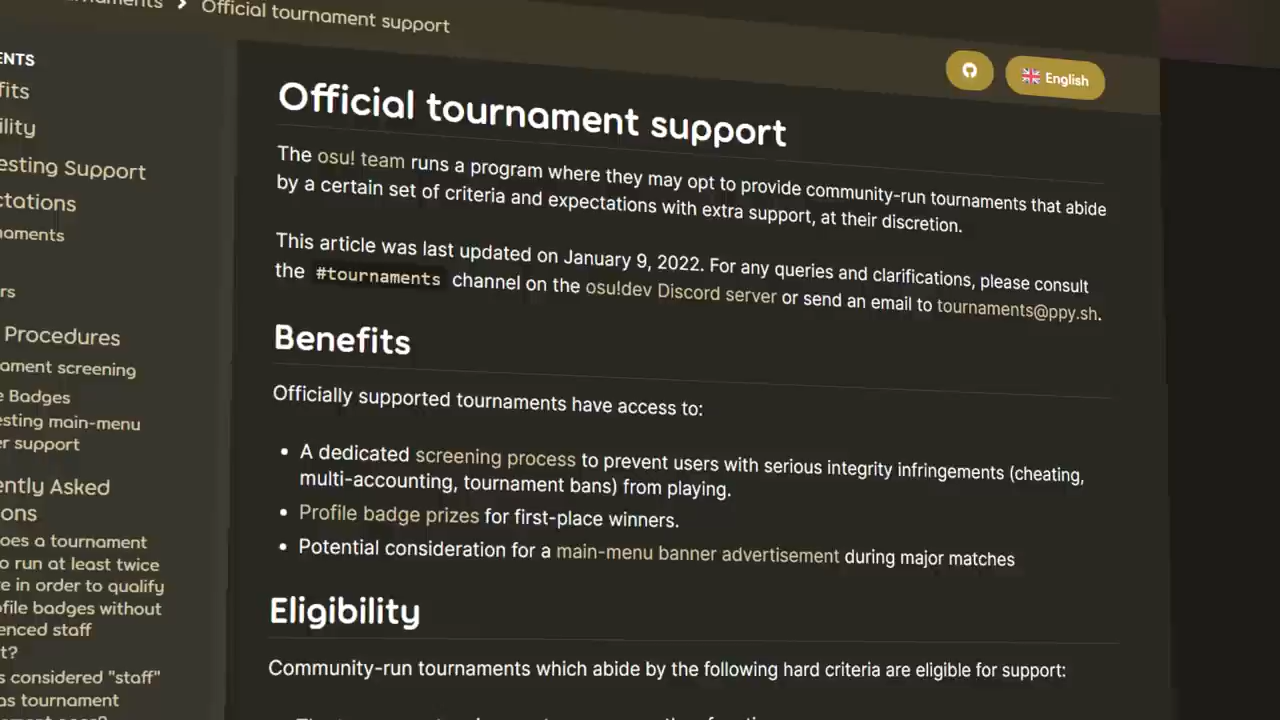 Official tournament support
English
ENTS
Official tournament support
The osu! team runs a program where they may opt to provide community-run tournaments that abide
by a certain set of criteria and expectations with extra support, at their discretion.
This article was last updated on January 9, 2022. For any queries and clarifications, please consult
the #tournaments channel on the osu!dev Discord server or send an email to tournaments@ppy.sh.
Procedures
Benefits
Officially supported tournaments have access to:
• A dedicated screening process to prevent users with serious integrity infringements (cheating,
multi-accounting, tournament bans) from playing.
• Profile badge prizes for first-place winners.
• Potential consideration for a main-menu banner advertisement during major matches
Eligibility
Community-run tournaments which abide by the following hard criteria are eligible for support:
fits
ility
esting Support
ctations
naments
rs
ament screening
e Badges
esting main-menu
er support
ently Asked
ons
oes a tournament
o run at least twice
e in order to qualify
ofile badges without
enced staff
t?
s considered "staff"
as tournament